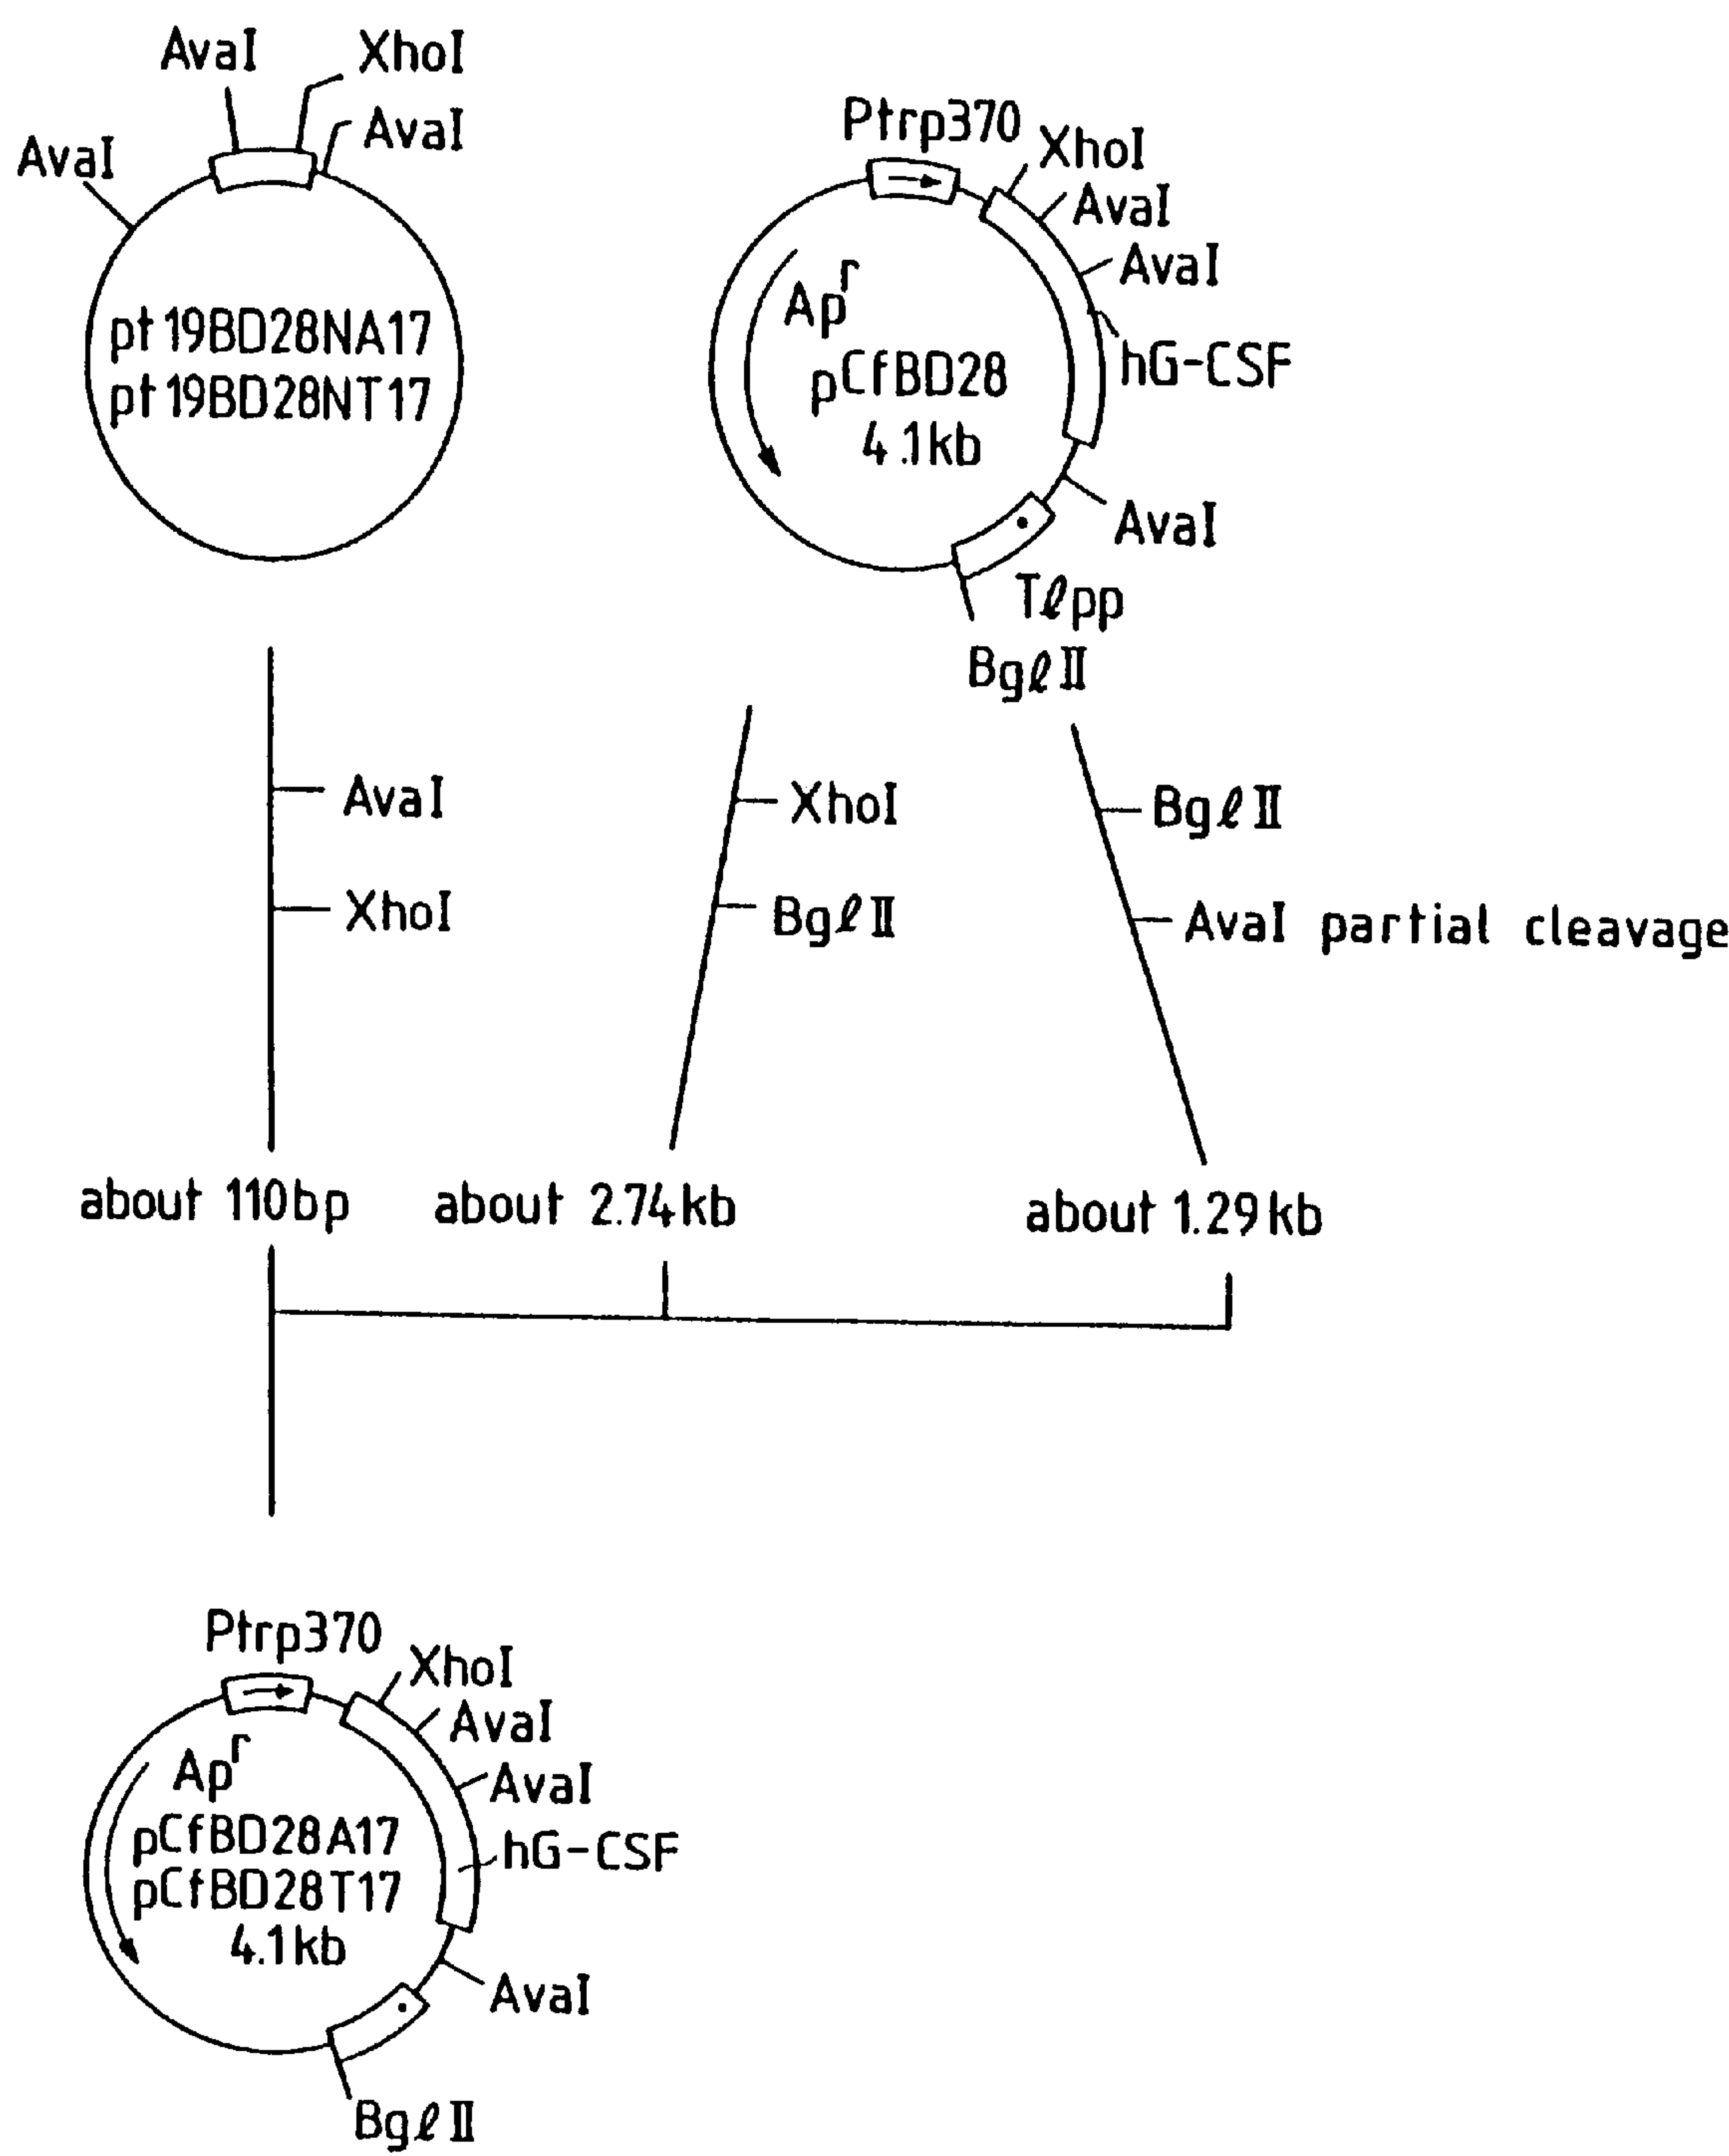 AvaI
XhoI
AvaI
AvaI
pt19BD28NA17
pt19BD28NT17
Ptrp370
XhoI
AvaI
AvaI
Apʳ
hG-CSF
pCfBD28
4.1kb
AvaI
Tℓpp
BgℓII
AvaI
XhoI
XhoI
BgℓII
BgℓII
AvaI partial cleavage
about 110bp
about 2.74kb
about 1.29kb
Ptrp370
XhoI
AvaI
AvaI
Apʳ
pCfBD28A17
pCfBD28T17
4.1kb
hG-CSF
AvaI
BgℓII